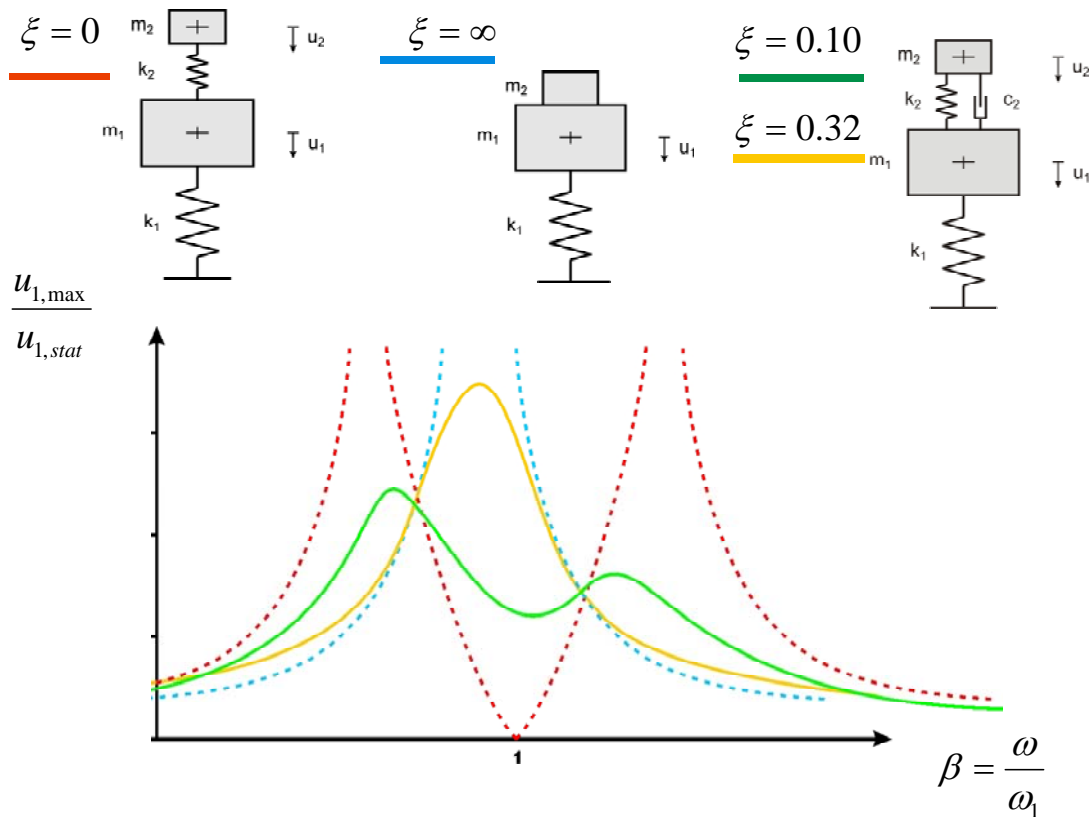 ξ = 0
m2
u2
k2
m1
u1
k1
ξ = ∞
m2
m1
u1
k1
ξ = 0.10
ξ = 0.32
m2
u2
k2
c2
m1
u1
k1
u1,max
u1,stat
1
β = ω/ω1